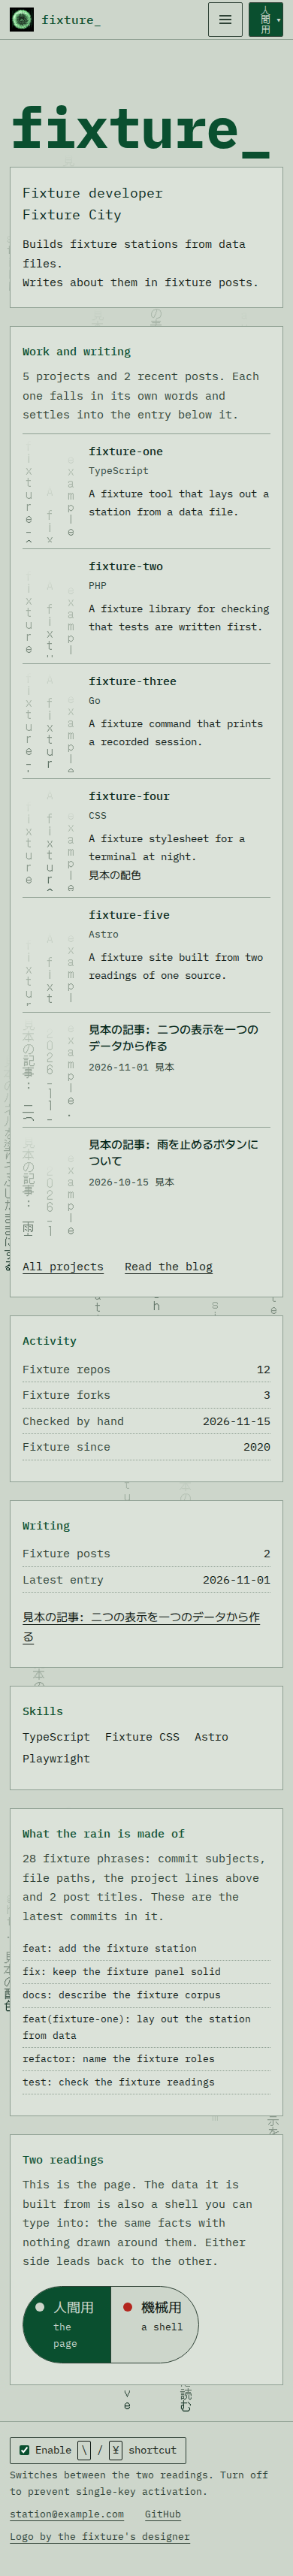 fixture_
人間用
fixture_
Fixture developer
Fixture City
Builds fixture stations from data
files.
Writes about them in fixture posts.
Work and writing
5 projects and 2 recent posts. Each
one falls in its own words and
settles into the entry below it.
fixture-one
TypeScript
A fixture tool that lays out a
station from a data file.
fixture-two
PHP
A fixture library for checking
that tests are written first.
fixture-three
Go
A fixture command that prints
a recorded session.
fixture-four
CSS
A fixture stylesheet for a
terminal at night.
見本の配色
fixture-five
Astro
A fixture site built from two
readings of one source.
見本の記事: 二つの表示を一つの
データから作る
2026-11-01 見本
見本の記事: 雨を止めるボタンに
ついて
2026-10-15 見本
All projects Read the blog
Activity
Fixture repos 12
Fixture forks 3
Checked by hand 2026-11-15
Fixture since 2020
Writing
Fixture posts 2
Latest entry 2026-11-01
見本の記事: 二つの表示を一つのデータから作
る
Skills
TypeScript Fixture CSS Astro
Playwright
What the rain is made of
28 fixture phrases: commit subjects,
file paths, the project lines above
and 2 post titles. These are the
latest commits in it.
feat: add the fixture station
fix: keep the fixture panel solid
docs: describe the fixture corpus
feat(fixture-one): lay out the station
from data
refactor: name the fixture roles
test: check the fixture readings
Two readings
This is the page. The data it is
built from is also a shell you can
type into: the same facts with
nothing drawn around them. Either
side leads back to the other.
人間用 機械用
the a shell
page
Enable \ / ¥ shortcut
Switches between the two readings. Turn off
to prevent single-key activation.
station@example.com GitHub
Logo by the fixture's designer